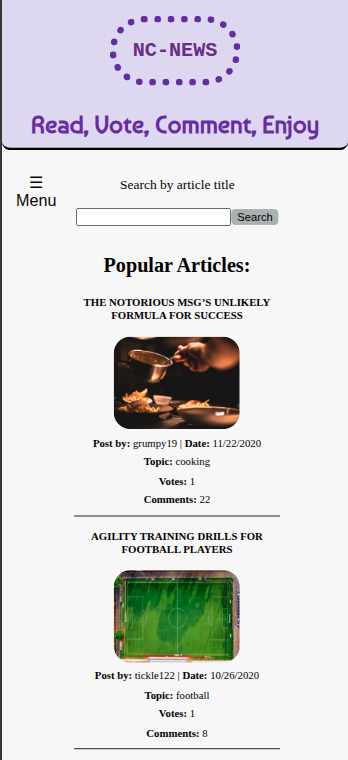 NC-NEWS
Read, Vote, Comment, Enjoy
☰
Menu
Search by article title
Search
Popular Articles:
THE NOTORIOUS MSG’S UNLIKELY
FORMULA FOR SUCCESS
Post by: grumpy19 | Date: 11/22/2020
Topic: cooking
Votes: 1
Comments: 22
AGILITY TRAINING DRILLS FOR
FOOTBALL PLAYERS
Post by: tickle122 | Date: 10/26/2020
Topic: football
Votes: 1
Comments: 8